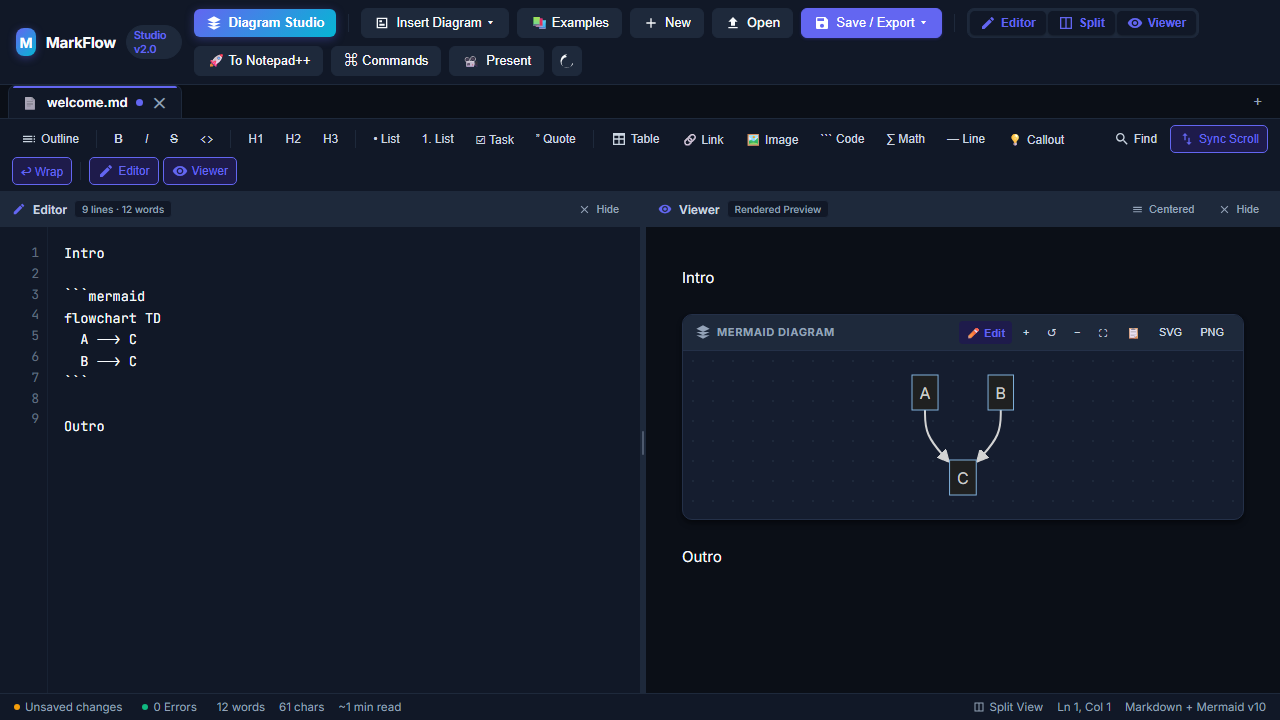 M MarkFlow Studio v2.0
Diagram Studio Insert Diagram Examples + New Open Save / Export Editor Split Viewer
To Notepad++ ⌘ Commands Present
welcome.md × +
Outline B I S <> H1 H2 H3 • List 1. List ☑ Task " Quote Table Link Image ``` Code ∑ Math — Line Callout Find Sync Scroll
↩ Wrap Editor Viewer
Editor 9 lines · 12 words × Hide
Viewer Rendered Preview Centered × Hide
1 Intro
2
3 ```mermaid
4 flowchart TD
5 A --> C
6 B --> C
7 ```
8
9 Outro
Intro
MERMAID DIAGRAM Edit + ↺ − ⛶ SVG PNG
A B
C
Outro
Unsaved changes 0 Errors 12 words 61 chars ~1 min read Split View Ln 1, Col 1 Markdown + Mermaid v10